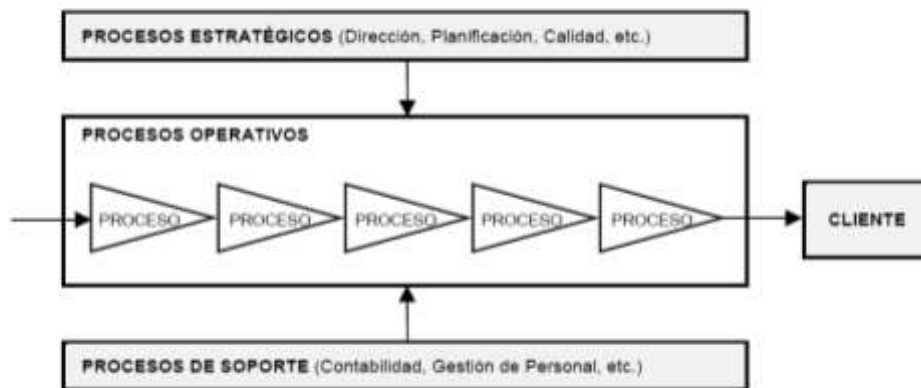 PROCESOS ESTRATÉGICOS (Dirección, Planificación, Calidad, etc.)
PROCESOS OPERATIVOS
PROCESO PROCESO PROCESO PROCESO PROCESO
CLIENTE
PROCESOS DE SOPORTE (Contabilidad, Gestión de Personal, etc.)